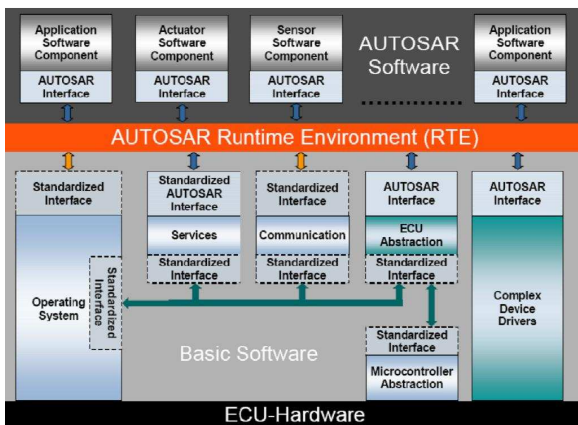 Application
Software
Component
AUTOSAR
Interface
Actuator
Software
Component
AUTOSAR
Interface
Sensor
Software
Component
AUTOSAR
Interface
AUTOSAR
Software
Application
Software
Component
AUTOSAR
Interface
AUTOSAR Runtime Environment (RTE)
Standardized
Interface
Operating
System
Standardized
Interface
Standardized
AUTOSAR
Interface
Services
Standardized
Interface
Standardized
Interface
Communication
Standardized
Interface
AUTOSAR
Interface
ECU
Abstraction
Standardized
Interface
Standardized
Interface
Microcontroller
Abstraction
AUTOSAR
Interface
Complex
Device
Drivers
Basic Software
ECU-Hardware